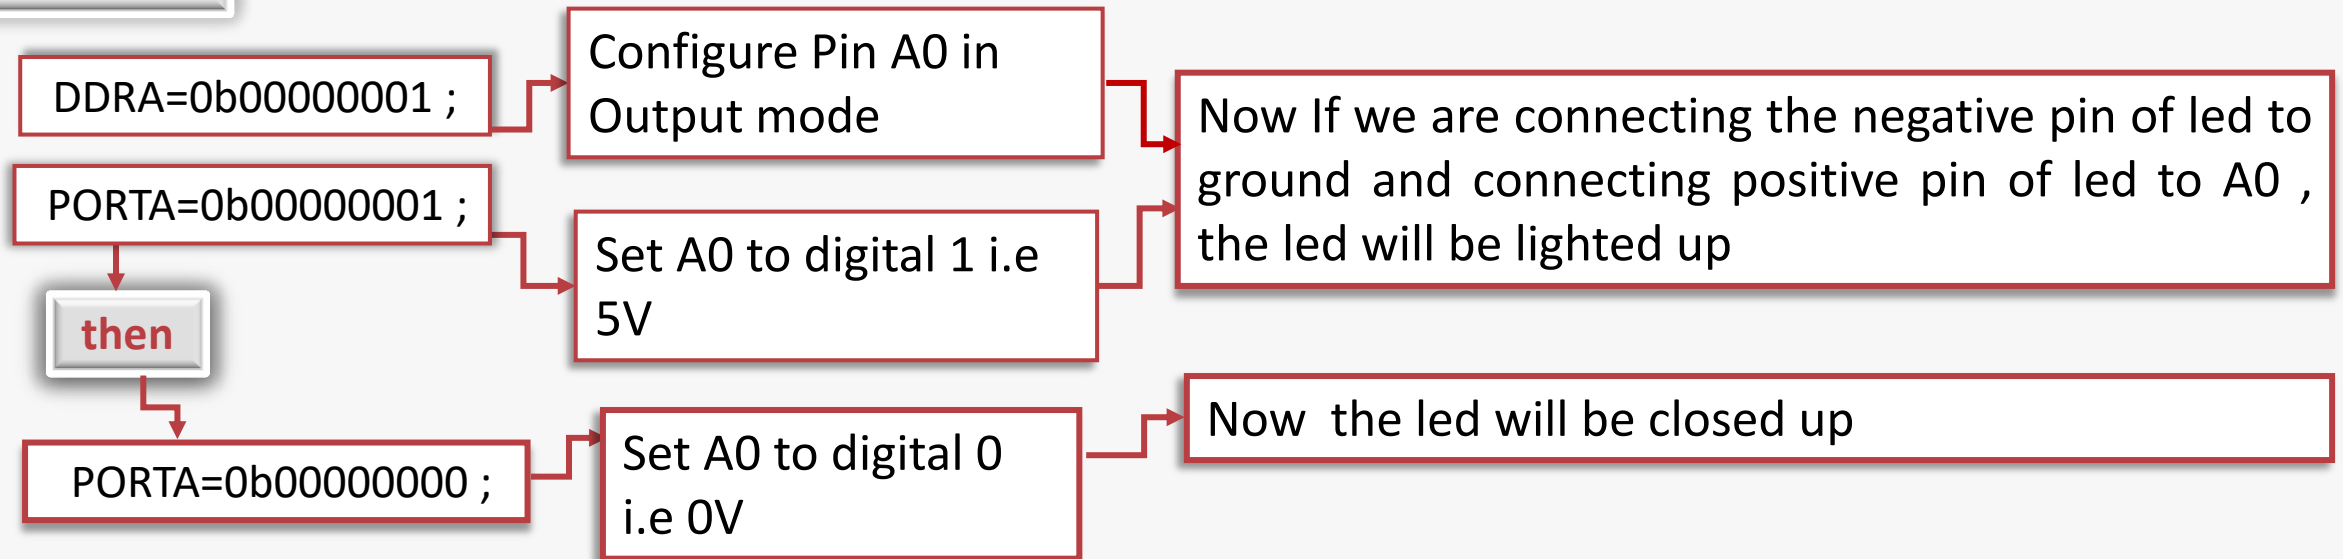 DDRA=0b00000001 ;
Configure Pin A0 in
Output mode
Now If we are connecting the negative pin of led to
ground and connecting positive pin of led to A0 ,
the led will be lighted up
PORTA=0b00000001 ;
Set A0 to digital 1 i.e
5V
then
PORTA=0b00000000 ;
Set A0 to digital 0
i.e 0V
Now the led will be closed up